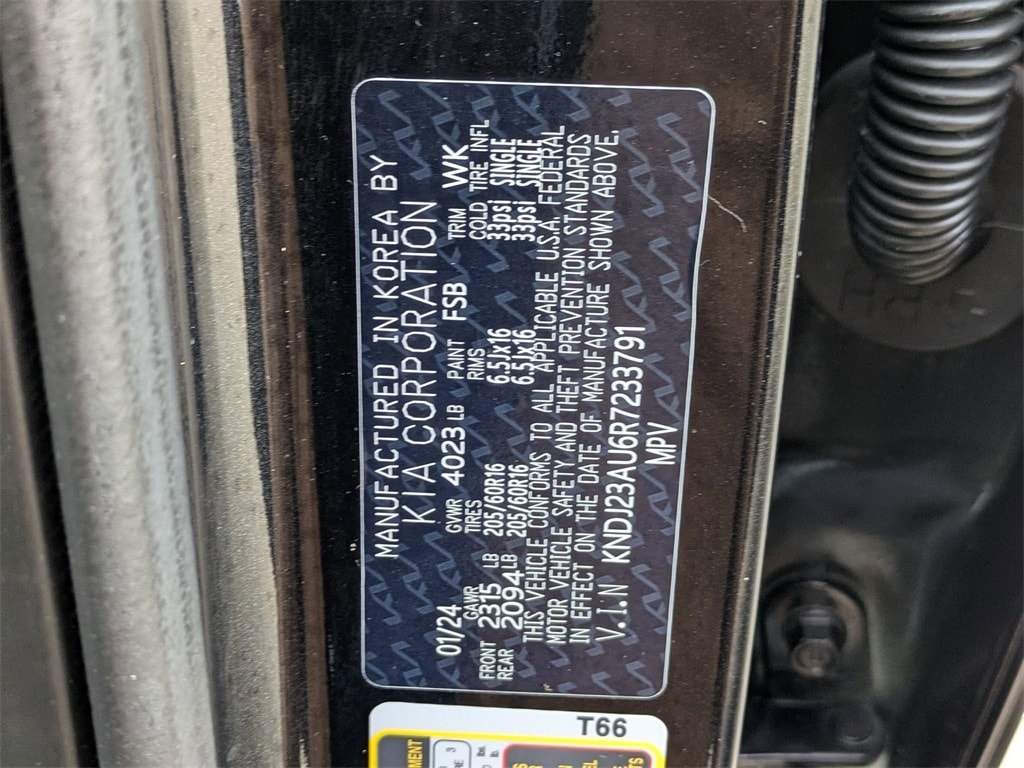 MANUFACTURED IN KOREA BY
KIA CORPORATION
01/24 GVWR 4023 LB PAINT FSB TRIM WK
GAWR TIRES RIMS COLD TIRE INFL
FRONT 2315 LB 205/60R16 6.5Jx16 33psi SINGLE
REAR 2094 LB 205/60R16 6.5Jx16 33psi SINGLE
THIS VEHICLE CONFORMS TO ALL APPLICABLE U.S.A. FEDERAL
MOTOR VEHICLE SAFETY AND THEFT PREVENTION STANDARDS
IN EFFECT ON THE DATE OF MANUFACTURE SHOWN ABOVE.
V.I.N KNDJ23AU6R7233791
MPV
T66